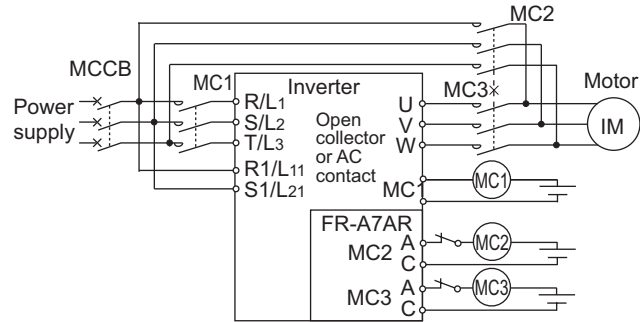 MC2
MCCB
MC1
Inverter
MC3
Motor
Power
supply
R/L1
S/L2
T/L3
R1/L11
S1/L21
Open
collector
or AC
contact
U
V
W
IM
MC1
MC1
FR-A7AR
MC2
A
C
MC2
MC3
A
C
MC3